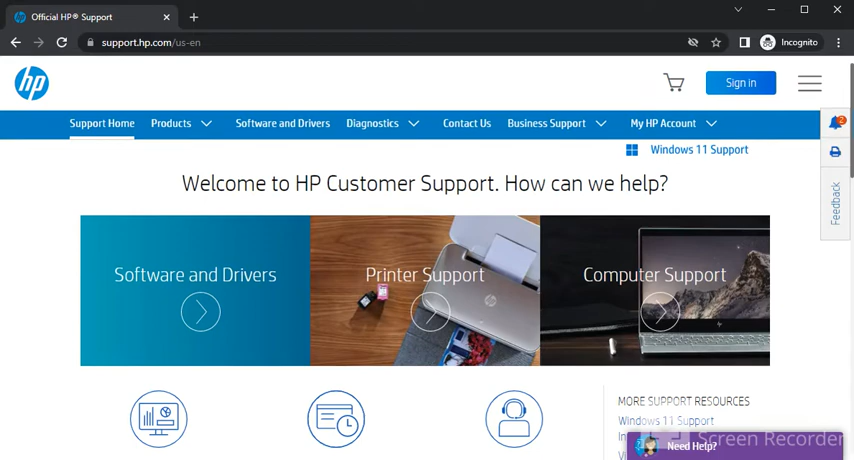 Official HP® Support
support.hp.com/us-en
Incognito
hp
Sign in
Support Home Products Software and Drivers Diagnostics Contact Us Business Support My HP Account
2
Windows 11 Support
Feedback
Welcome to HP Customer Support. How can we help?
Software and Drivers Printer Support Computer Support
MORE SUPPORT RESOURCES
Windows 11 Support
Need Help?
Screen Recorder